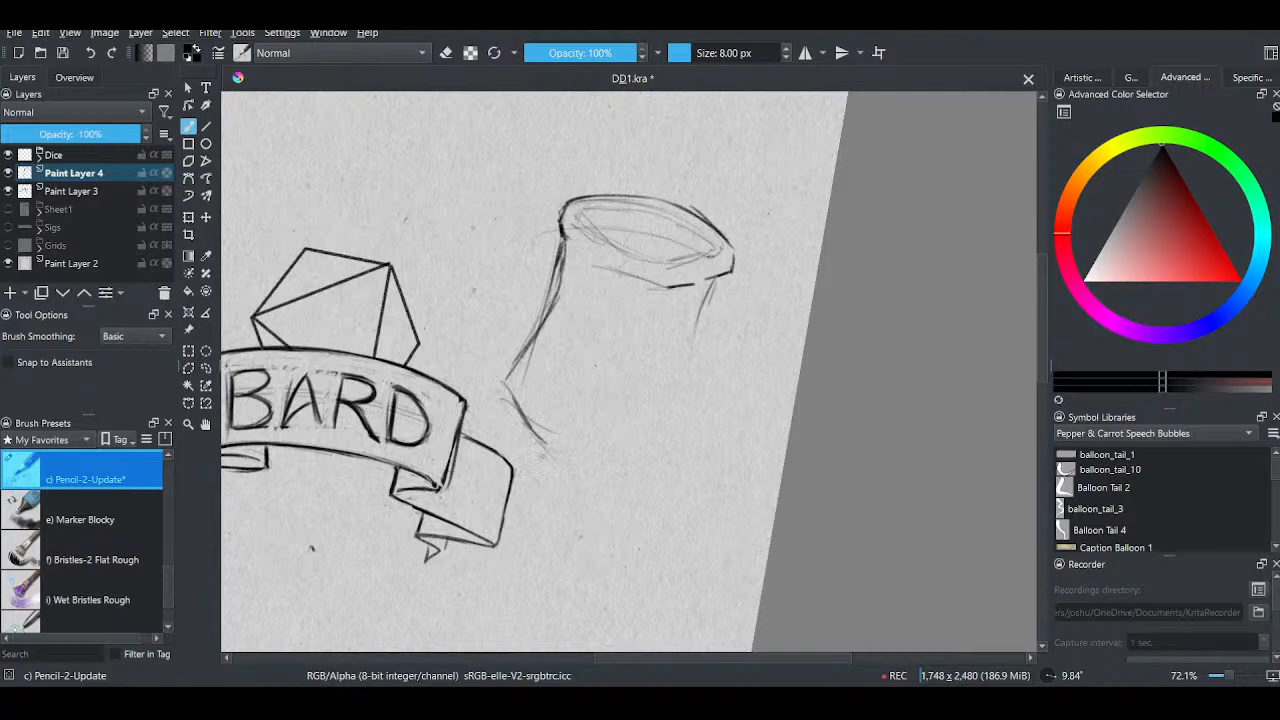 File Edit View Image Layer Select Filter Tools Settings Window Help
Normal Opacity: 100% Size: 8.00 px
Layers Overview DD1.kra * Artistic ... G... Advanced ... Specific ...
Layers Advanced Color Selector
Normal
Opacity: 100%
Dice
Paint Layer 4
Paint Layer 3
Sheet1
Sigs
Grids
Paint Layer 2
Tool Options
Brush Smoothing: Basic
Snap to Assistants
BARD
Brush Presets
My Favorites Tag
c) Pencil-2-Update*
e) Marker Blocky
f) Bristles-2 Flat Rough
i) Wet Bristles Rough
Search Filter in Tag
Symbol Libraries
Pepper & Carrot Speech Bubbles
balloon_tail_1
balloon_tail_10
Balloon Tail 2
balloon_tail_3
Balloon Tail 4
Caption Balloon 1
Recorder
Recordings directory:
ers/joshu/OneDrive/Documents/KritaRecorder
Capture interval: 1 sec.
c) Pencil-2-Update RGB/Alpha (8-bit integer/channel) sRGB-elle-V2-srgbtrc.icc REC 1,748 x 2,480 (186.9 MiB) 9.84° 72.1%